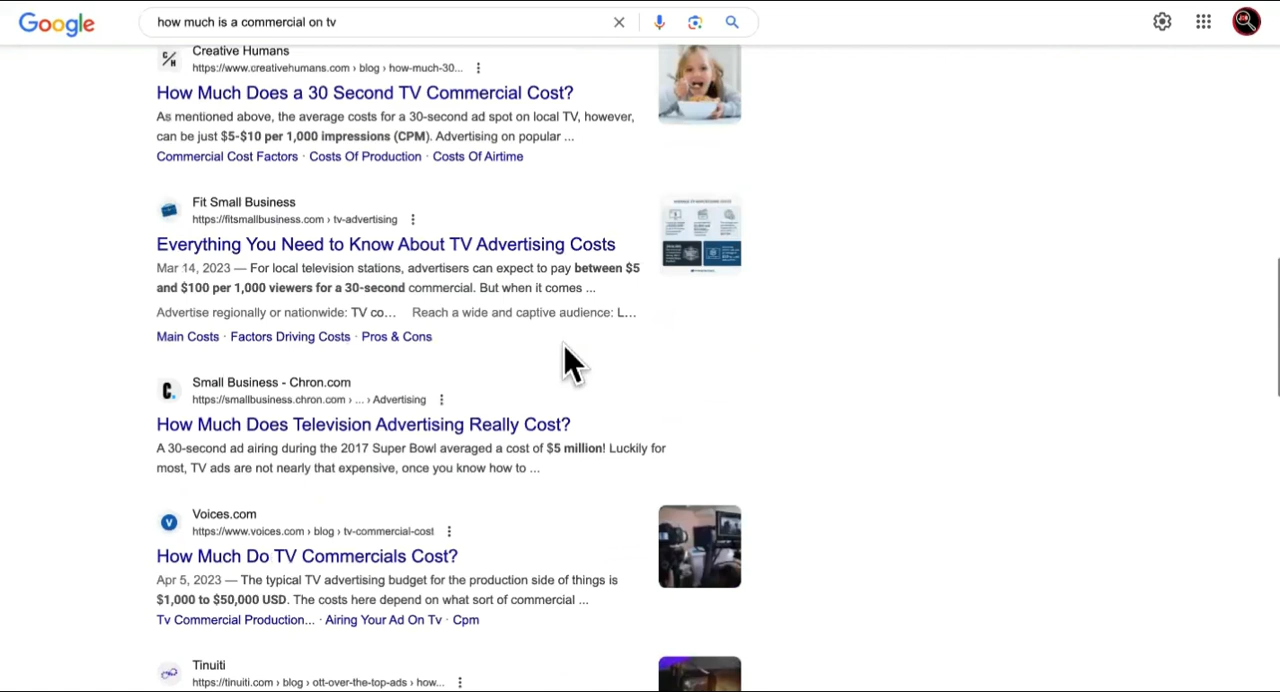 Google
how much is a commercial on tv
Creative Humans
https://www.creativehumans.com › blog › how-much-30...
How Much Does a 30 Second TV Commercial Cost?
As mentioned above, the average costs for a 30-second ad spot on local TV, however,
can be just $5-$10 per 1,000 impressions (CPM). Advertising on popular ...
Commercial Cost Factors · Costs Of Production · Costs Of Airtime
Fit Small Business
https://fitsmallbusiness.com › tv-advertising
Everything You Need to Know About TV Advertising Costs
Mar 14, 2023 — For local television stations, advertisers can expect to pay between $5
and $100 per 1,000 viewers for a 30-second commercial. But when it comes ...
Advertise regionally or nationwide: TV co... Reach a wide and captive audience: L...
Main Costs · Factors Driving Costs · Pros & Cons
Small Business - Chron.com
https://smallbusiness.chron.com › ... › Advertising
How Much Does Television Advertising Really Cost?
A 30-second ad airing during the 2017 Super Bowl averaged a cost of $5 million! Luckily for
most, TV ads are not nearly that expensive, once you know how to ...
Voices.com
https://www.voices.com › blog › tv-commercial-cost
How Much Do TV Commercials Cost?
Apr 5, 2023 — The typical TV advertising budget for the production side of things is
$1,000 to $50,000 USD. The costs here depend on what sort of commercial ...
Tv Commercial Production... · Airing Your Ad On Tv · Cpm
Tinuiti
https://tinuiti.com › blog › ott-over-the-top-ads › how...